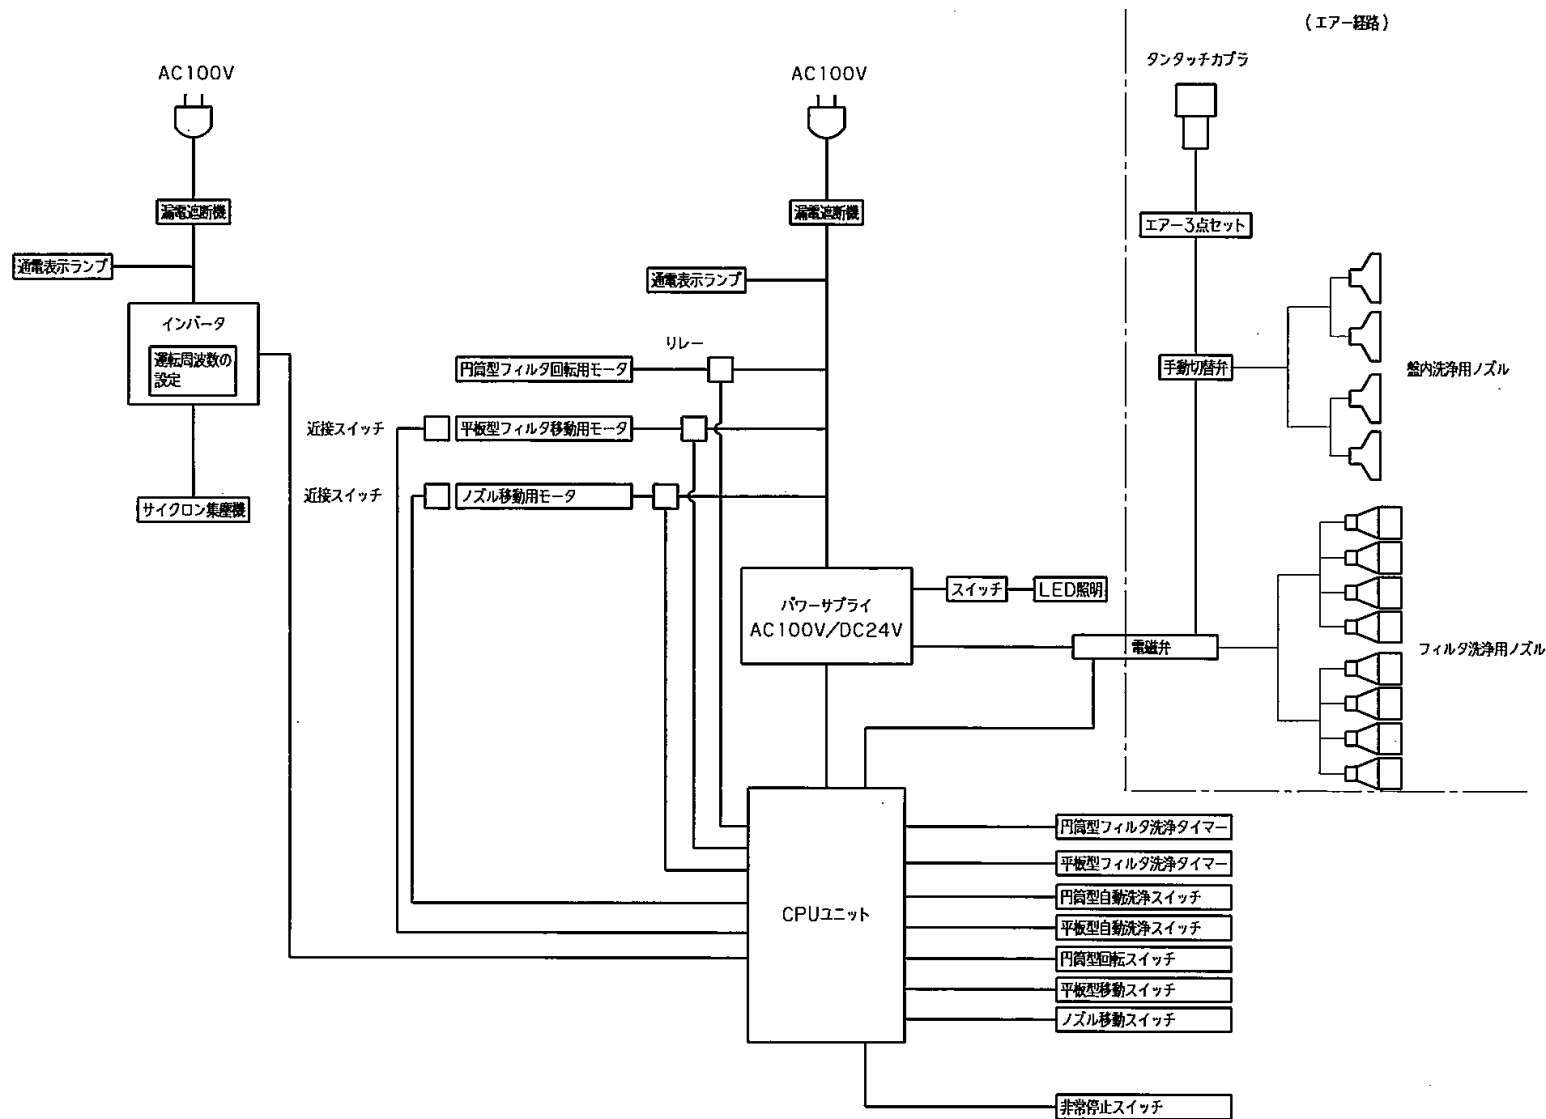 (エアー経路)
タンタッチカプラ
AC100V
AC100V
漏電遮断機
漏電遮断機
エアー3点セット
通電表示ランプ
通電表示ランプ
インバータ
運転周波数の
設定
リレー
円筒型フィルタ回転用モータ
手動切替弁
盤内洗浄用ノズル
近接スイッチ
平板型フィルタ移動用モータ
近接スイッチ
ノズル移動用モータ
サイクロン集塵機
パワーサプライ
AC100V/DC24V
スイッチ
LED照明
電磁弁
フィルタ洗浄用ノズル
円筒型フィルタ洗浄タイマー
平板型フィルタ洗浄タイマー
円筒型自動洗浄スイッチ
CPUユニット
平板型自動洗浄スイッチ
円筒型回転スイッチ
平板型移動スイッチ
ノズル移動スイッチ
非常停止スイッチ